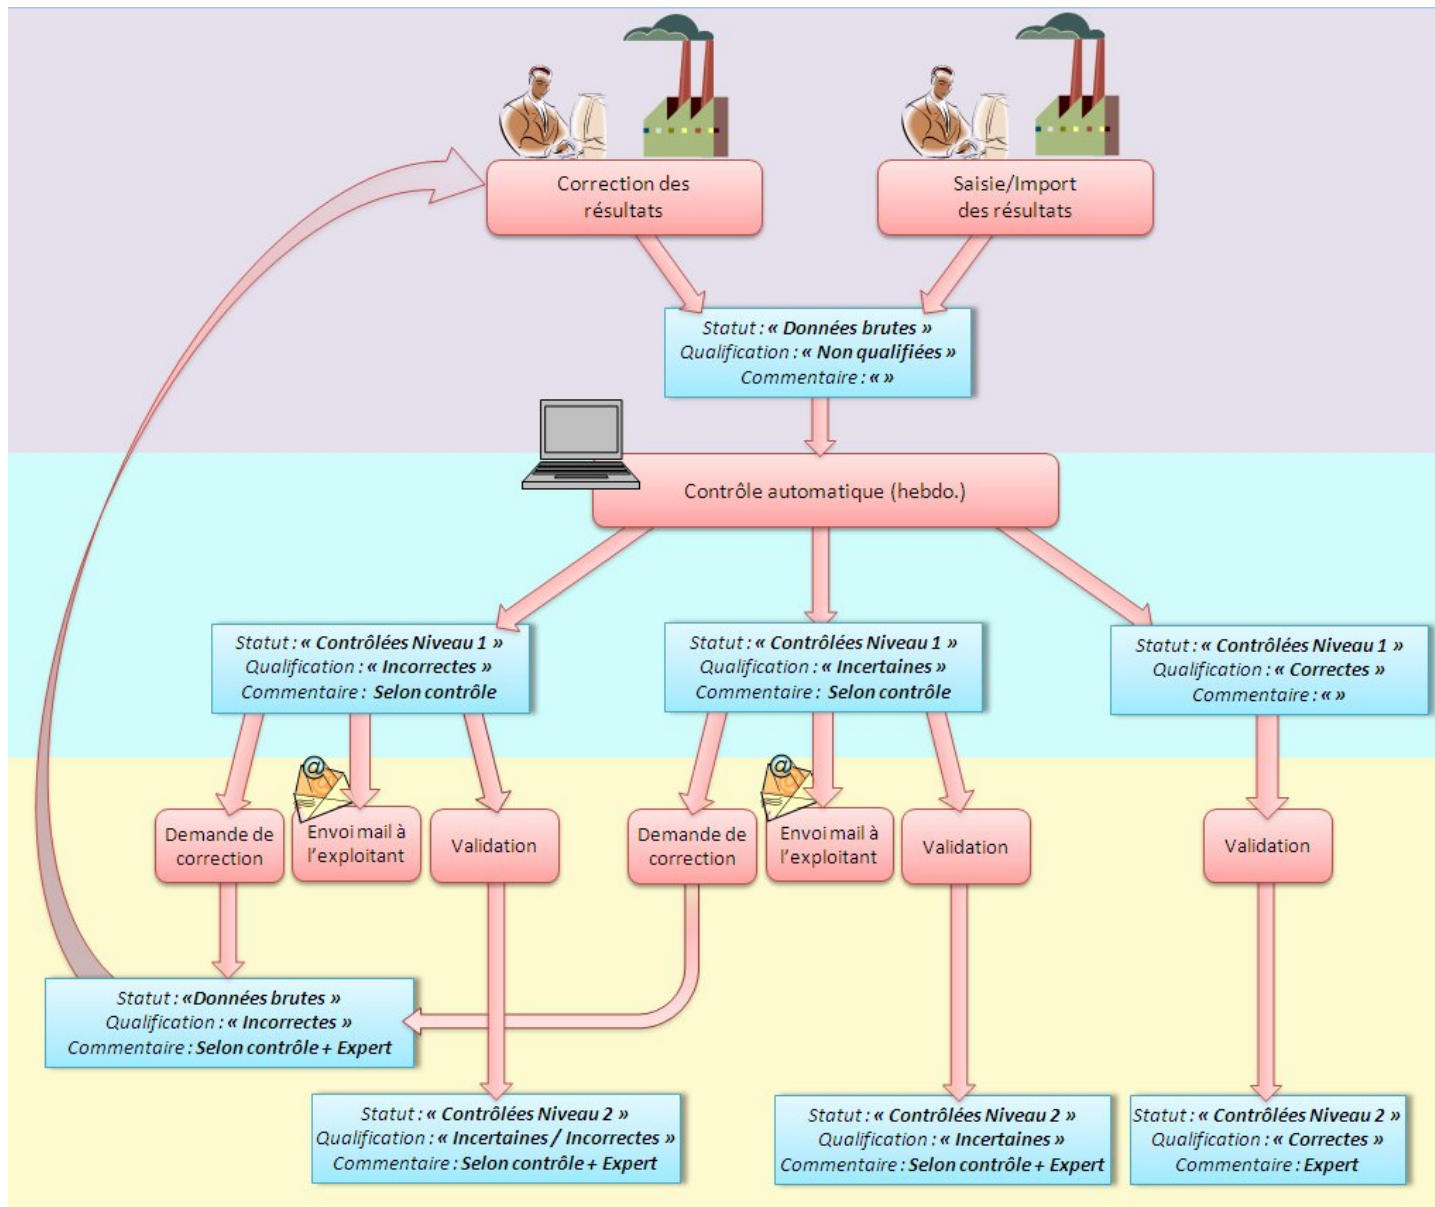 Correction des
résultats
Saisie/Import
des résultats
Statut : « Données brutes »
Qualification : « Non qualifiées »
Commentaire : « »
Contrôle automatique (hebdo.)
Statut : « Contrôlées Niveau 1 »
Qualification : « Incorrectes »
Commentaire : Selon contrôle
Statut : « Contrôlées Niveau 1 »
Qualification : « Incertaines »
Commentaire : Selon contrôle
Statut : « Contrôlées Niveau 1 »
Qualification : « Correctes »
Commentaire : « »
@
@
Demande de
correction
Envoi mail à
l’exploitant
Validation
Demande de
correction
Envoi mail à
l’exploitant
Validation
Validation
Statut : «Données brutes »
Qualification : « Incorrectes »
Commentaire : Selon contrôle + Expert
Statut : « Contrôlées Niveau 2 »
Qualification : « Incertaines / Incorrectes »
Commentaire : Selon contrôle + Expert
Statut : « Contrôlées Niveau 2 »
Qualification : « Incertaines »
Commentaire : Selon contrôle + Expert
Statut : « Contrôlées Niveau 2 »
Qualification : « Correctes »
Commentaire : Expert